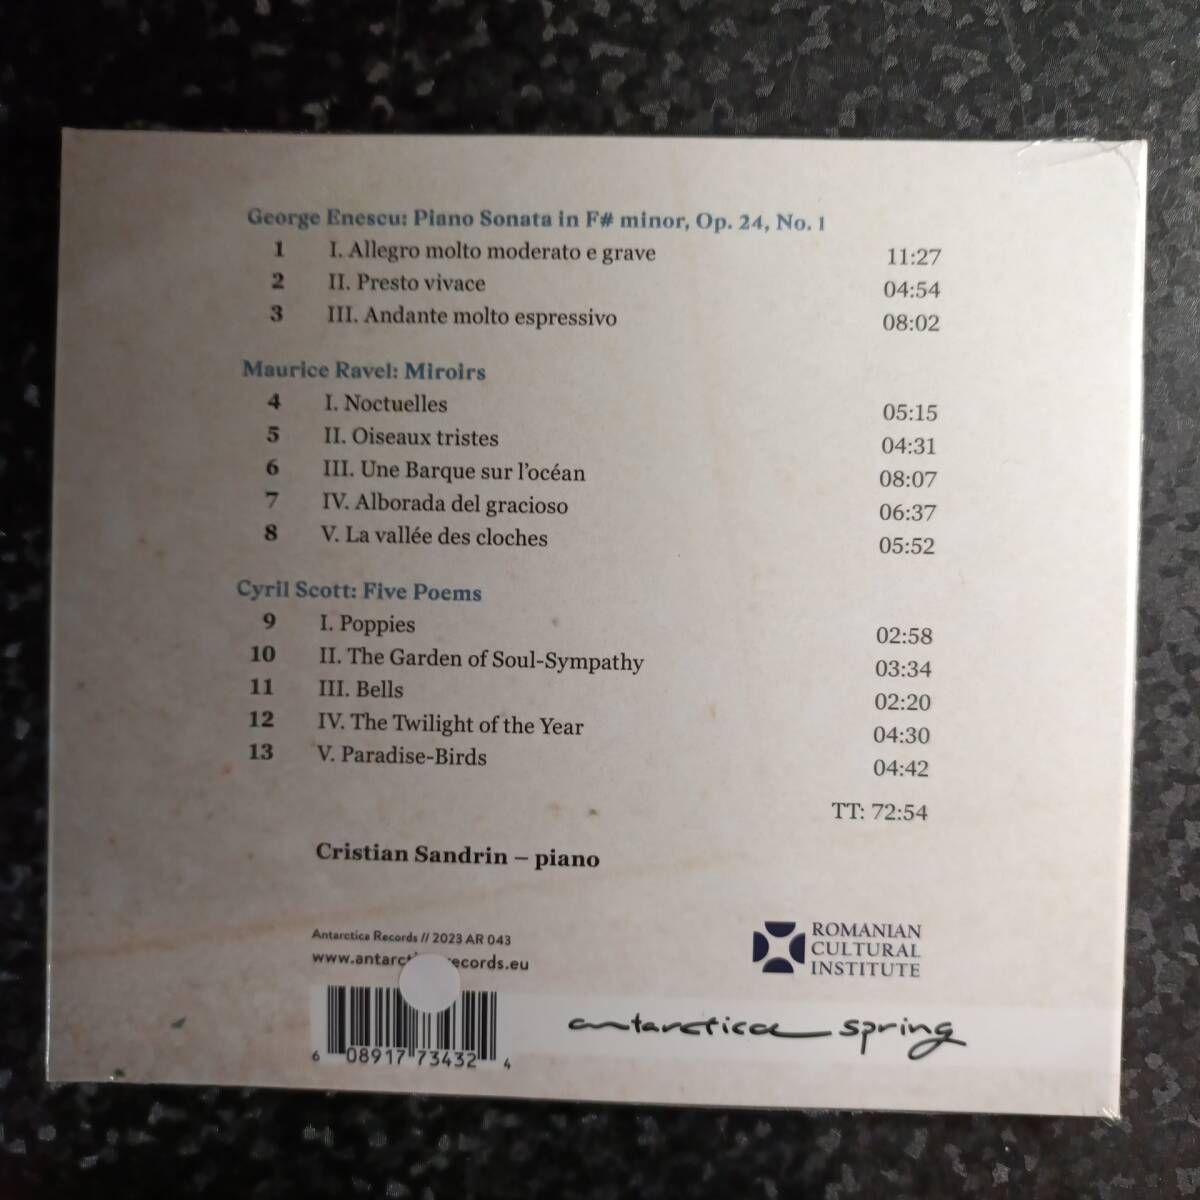 George Enescu: Piano Sonata in F# minor, Op. 24, No. 1
1 I. Allegro molto moderato e grave 11:27
2 II. Presto vivace 04:54
3 III. Andante molto espressivo 08:02
Maurice Ravel: Miroirs
4 I. Noctuelles 05:15
5 II. Oiseaux tristes 04:31
6 III. Une Barque sur l'océan 08:07
7 IV. Alborada del gracioso 06:37
8 V. La vallée des cloches 05:52
Cyril Scott: Five Poems
9 I. Poppies 02:58
10 II. The Garden of Soul-Sympathy 03:34
11 III. Bells 02:20
12 IV. The Twilight of the Year 04:30
13 V. Paradise-Birds 04:42
TT: 72:54
Cristian Sandrin – piano
Antarctica Records // 2023 AR 043
ROMANIAN
CULTURAL
INSTITUTE
6 08917 73432 4
antarctica spring